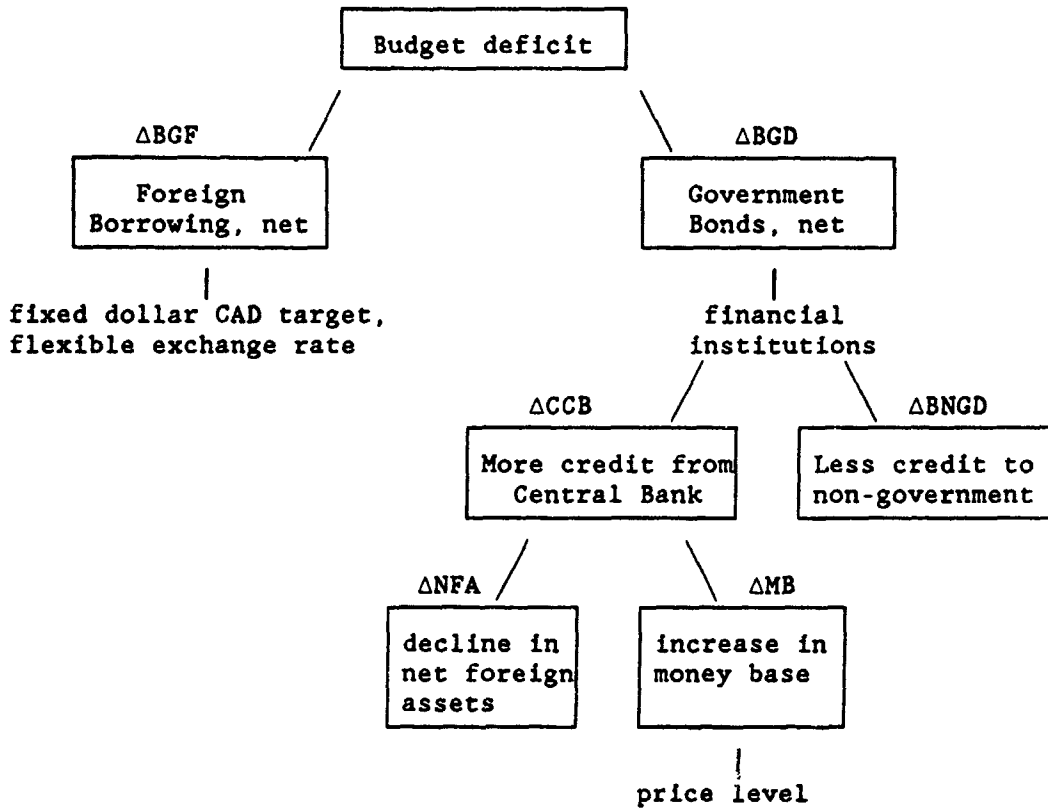 Budget deficit
ΔBGF
ΔBGD
Foreign
Borrowing, net
Government
Bonds, net
fixed dollar CAD target,
flexible exchange rate
financial
institutions
ΔCCB
ΔBNGD
More credit from
Central Bank
Less credit to
non-government
ΔNFA
ΔMB
decline in
net foreign
assets
increase in
money base
price level